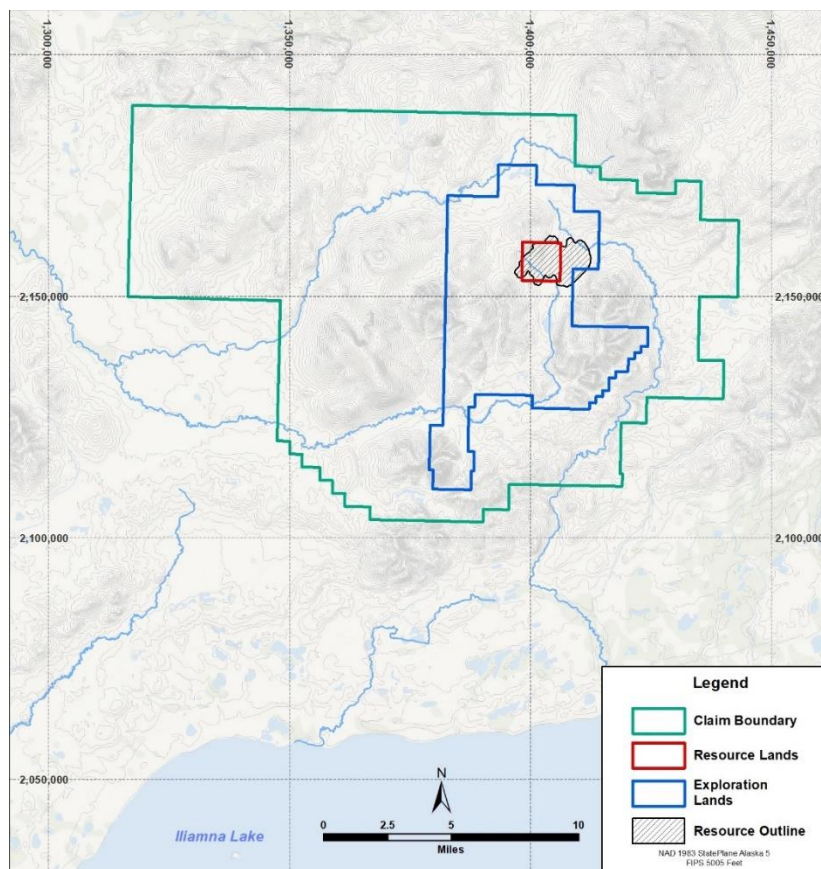 1,300,000
1,350,000
1,400,000
1,450,000
2,150,000
2,150,000
2,100,000
2,100,000
2,050,000
Iliamna Lake
N
0 2.5 5 10
Miles
Legend
Claim Boundary
Resource Lands
Exploration
Lands
Resource Outline
NAD 1983 StatePlane Alaska 5
FIPS 5005 Feet